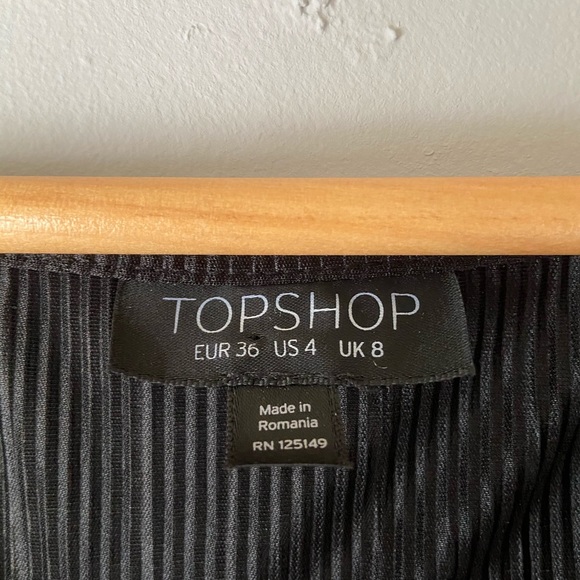 TOPSHOP
EUR 36 US 4 UK 8
Made in
Romania
RN 125149